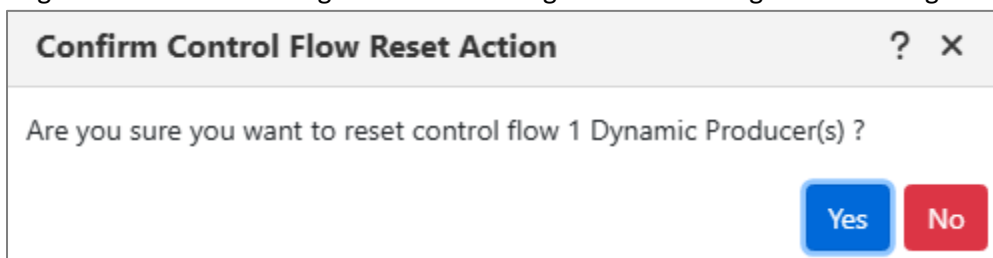 Confirm Control Flow Reset Action ? ×
Are you sure you want to reset control flow 1 Dynamic Producer(s) ?
Yes No